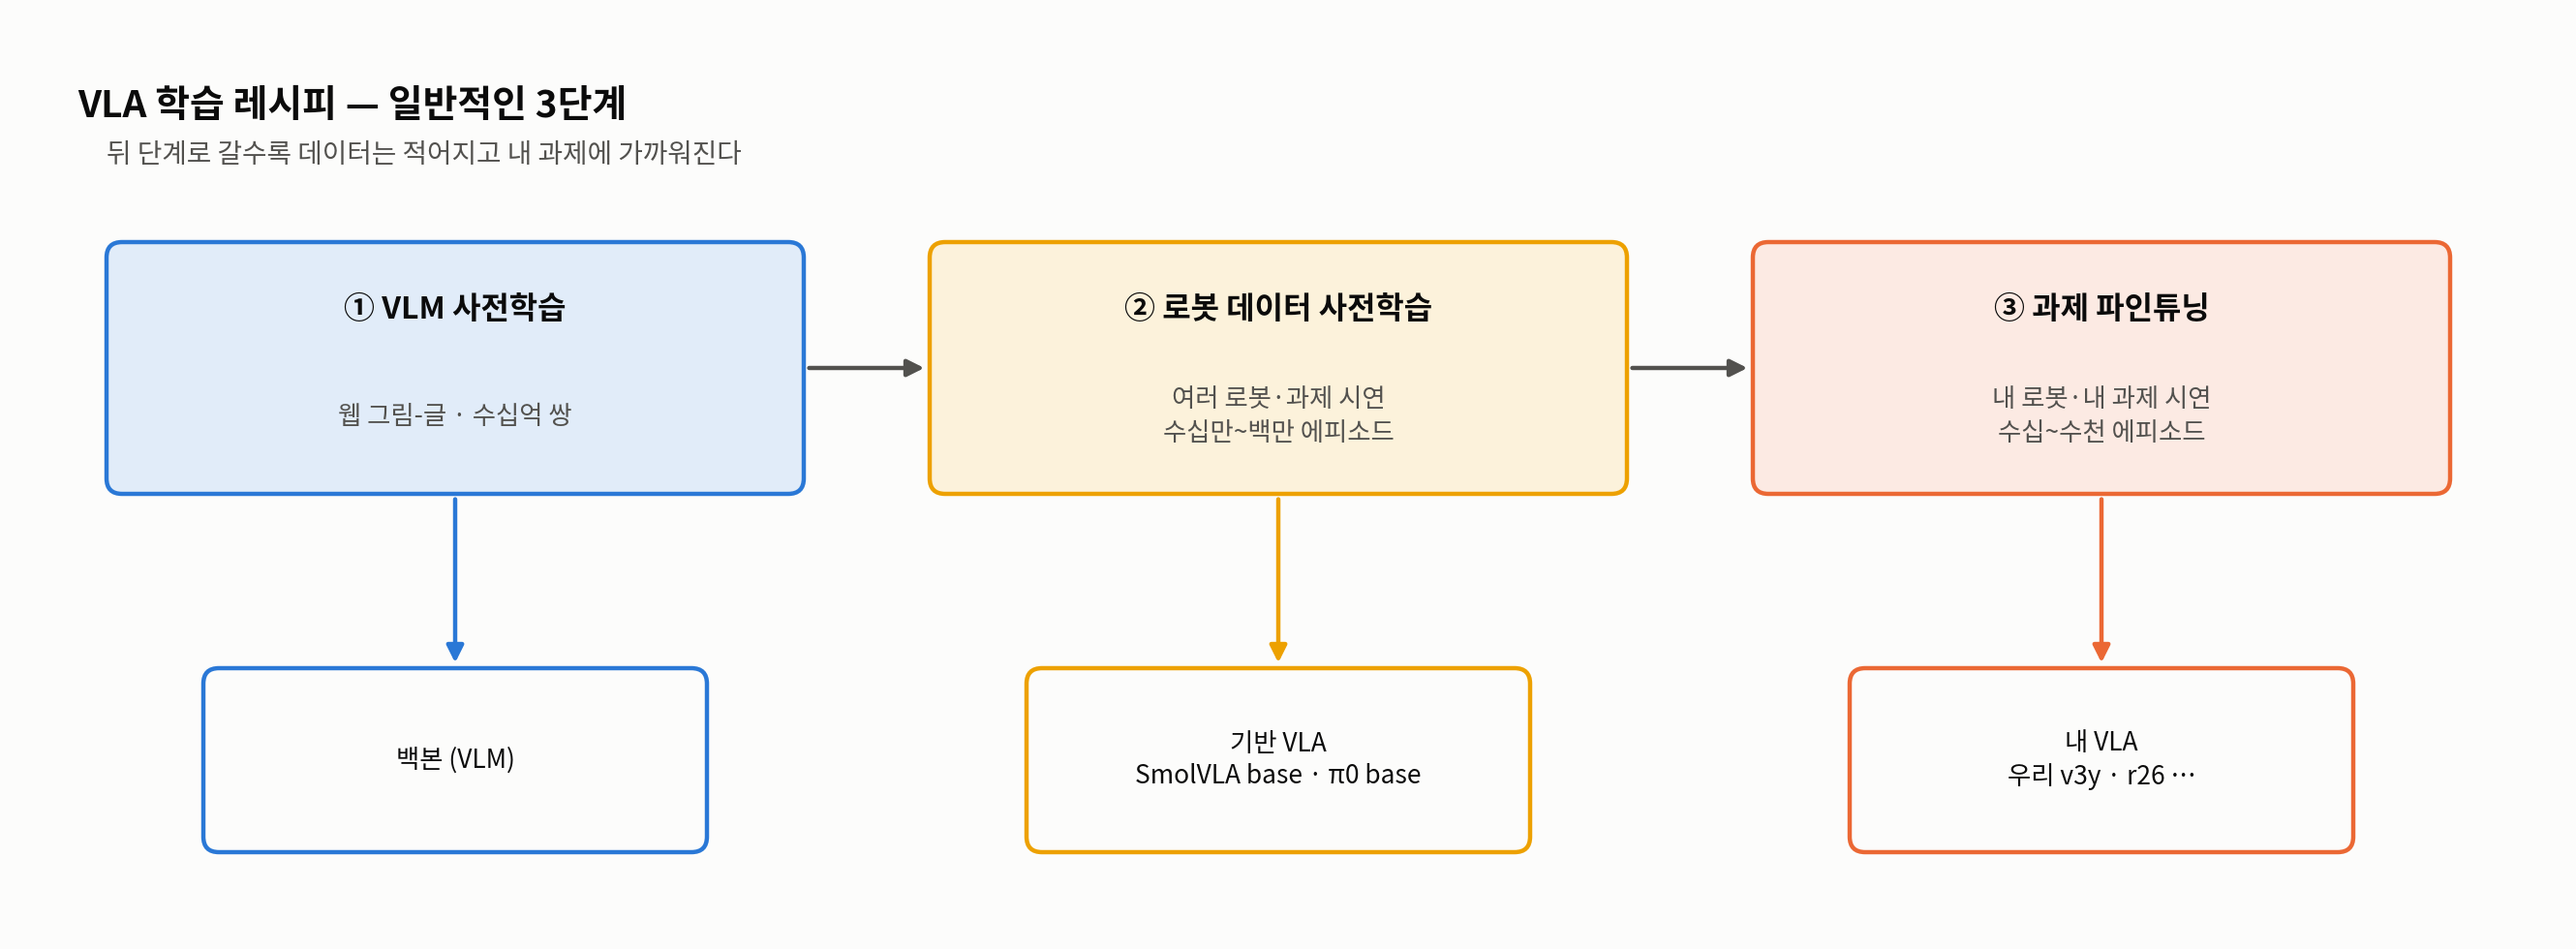 VLA 학습 레시피 — 일반적인 3단계
뒤 단계로 갈수록 데이터는 적어지고 내 과제에 가까워진다
① VLM 사전학습
웹 그림-글 · 수십억 쌍
② 로봇 데이터 사전학습
여러 로봇·과제 시연
수십만~백만 에피소드
③ 과제 파인튜닝
내 로봇·내 과제 시연
수십~수천 에피소드
백본 (VLM)
기반 VLA
SmolVLA base · π0 base
내 VLA
우리 v3y · r26 ⋯